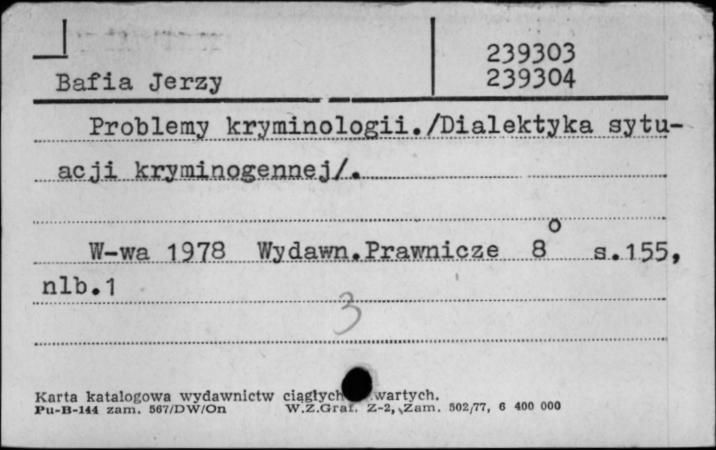 239303
Bafia Jerzy 239304
Problemy kryminologii./Dialektyka sytu-
acji kryminogennej/.
W-wa 1978 Wydawn.Prawnicze 8o s.155,
nlb.1
3
Karta katalogowa wydawnictw ciągłych wartych.
Pu-B-144 zam. 567/DW/On W.Z.Graf. Z-2, Zam. 502/77, 6 400 000